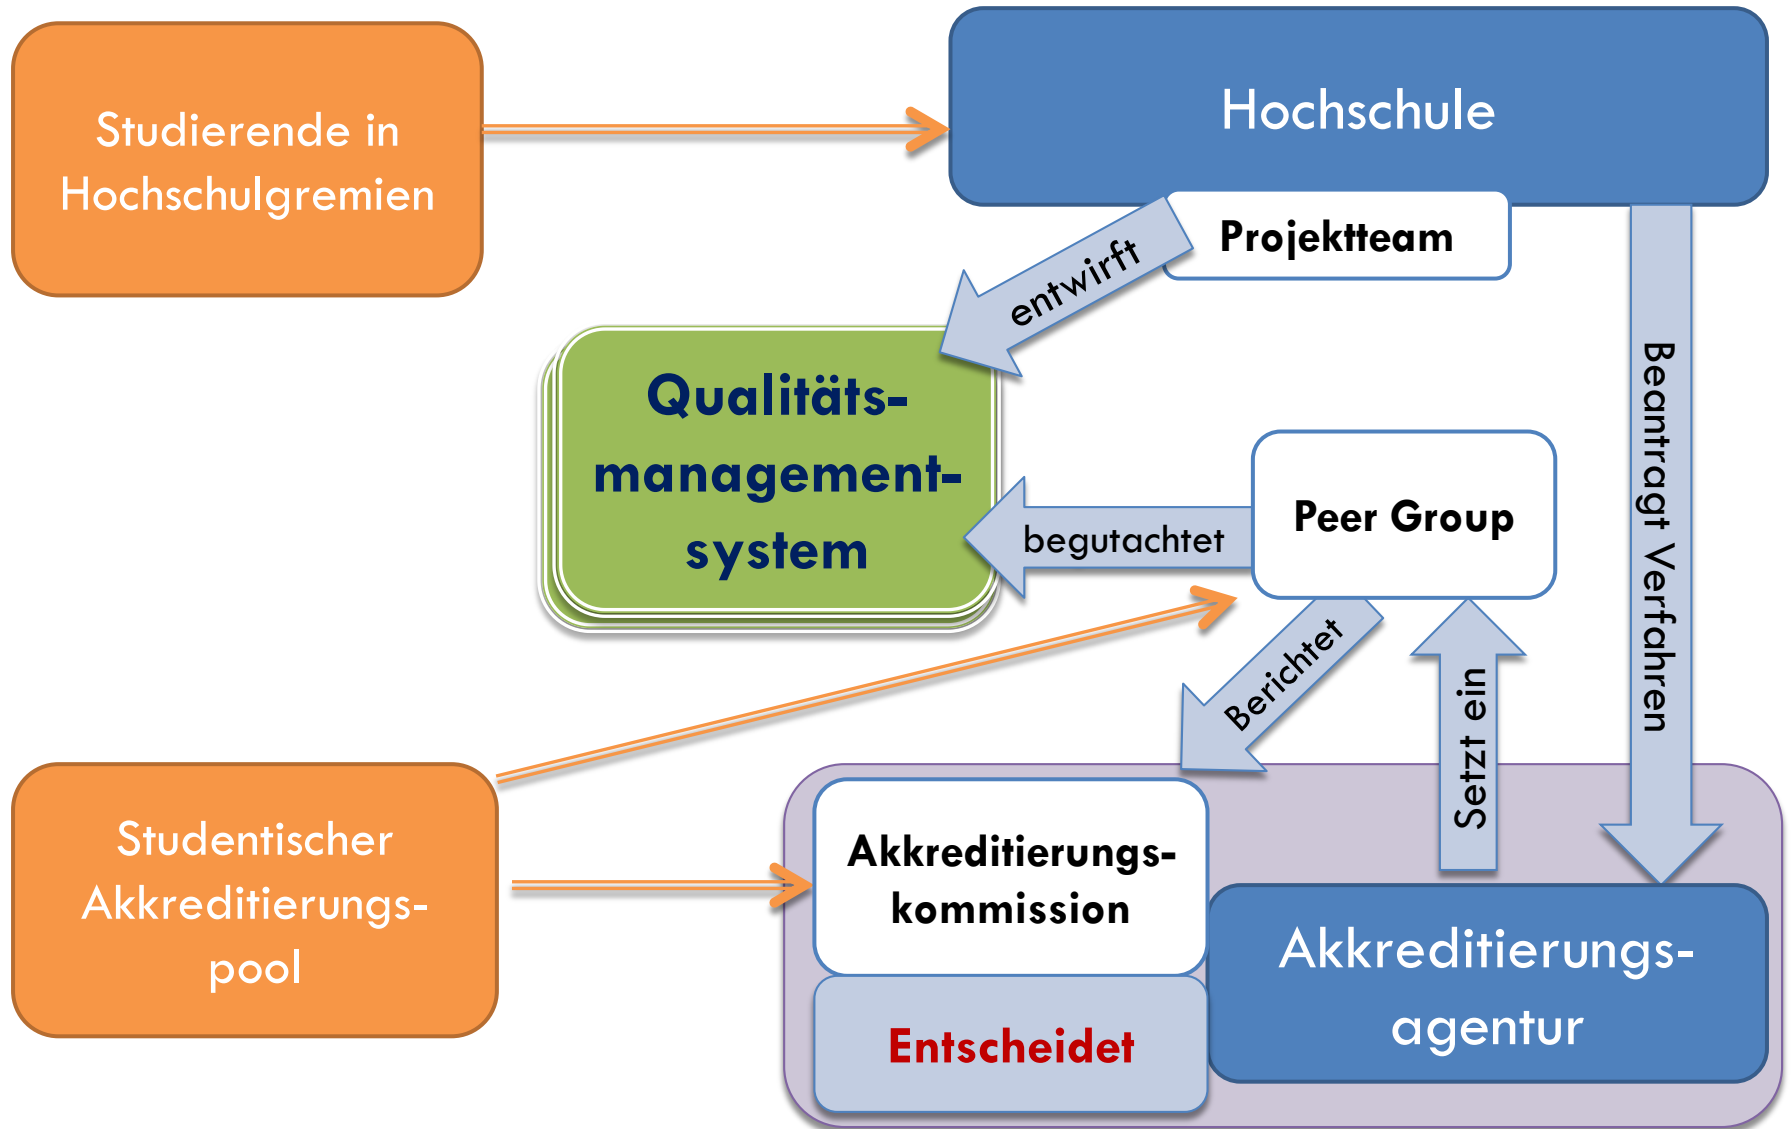 Studierende in
Hochschulgremien
Hochschule
Projektteam
entwirft
Qualitäts-
management-
system
begutachtet
Peer Group
Beantragt Verfahren
Berichtet
Setzt ein
Studentischer
Akkreditierungs-
pool
Akkreditierungs-
kommission
Entscheidet
Akkreditierungs-
agentur